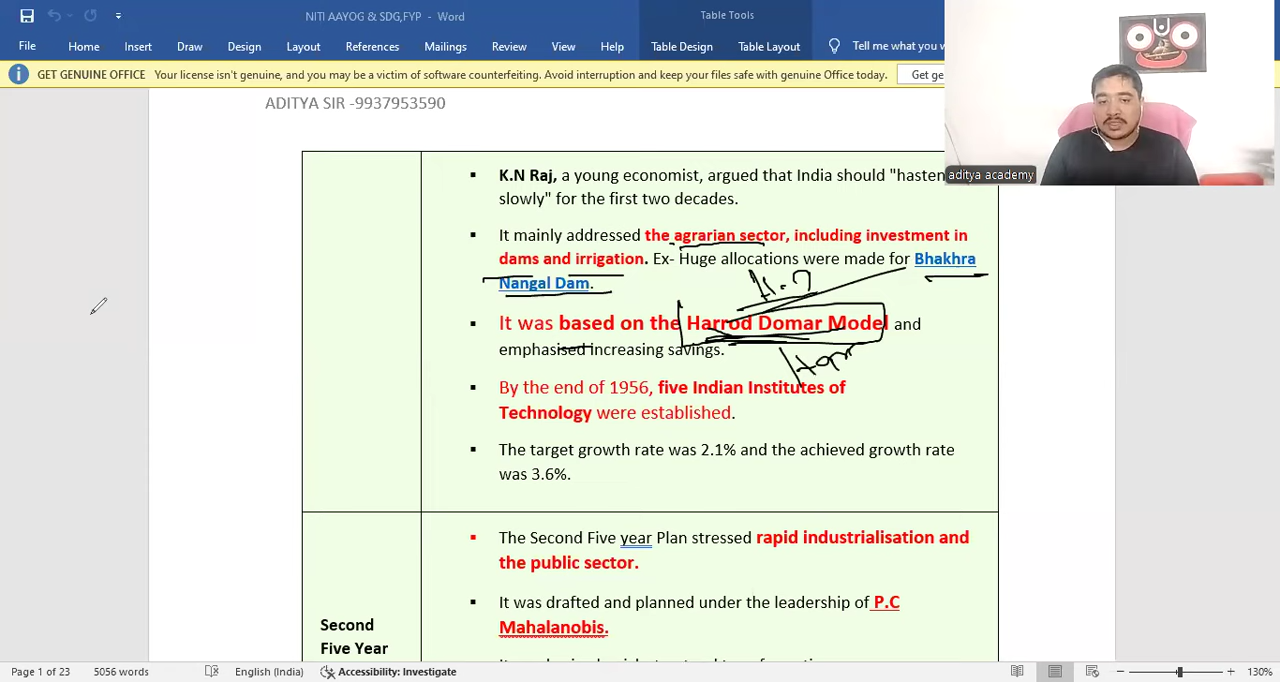 NITI AAYOG & SDG,FYP - Word
Table Tools
File Home Insert Draw Design Layout References Mailings Review View Help Table Design Table Layout Tell me what you w
GET GENUINE OFFICE Your license isn't genuine, and you may be a victim of software counterfeiting. Avoid interruption and keep your files safe with genuine Office today. Get ge
ADITYA SIR -9937953590
aditya academy
▪ K.N Raj, a young economist, argued that India should "hasten
slowly" for the first two decades.
▪ It mainly addressed the agrarian sector, including investment in
dams and irrigation. Ex- Huge allocations were made for Bhakhra
Nangal Dam.
▪ It was based on the Harrod Domar Model and
emphasised increasing savings.
▪ By the end of 1956, five Indian Institutes of
Technology were established.
▪ The target growth rate was 2.1% and the achieved growth rate
was 3.6%.
▪ The Second Five year Plan stressed rapid industrialisation and
the public sector.
▪ It was drafted and planned under the leadership of P.C
Mahalanobis.
Second
Five Year
Page 1 of 23 5056 words English (India) Accessibility: Investigate 130%